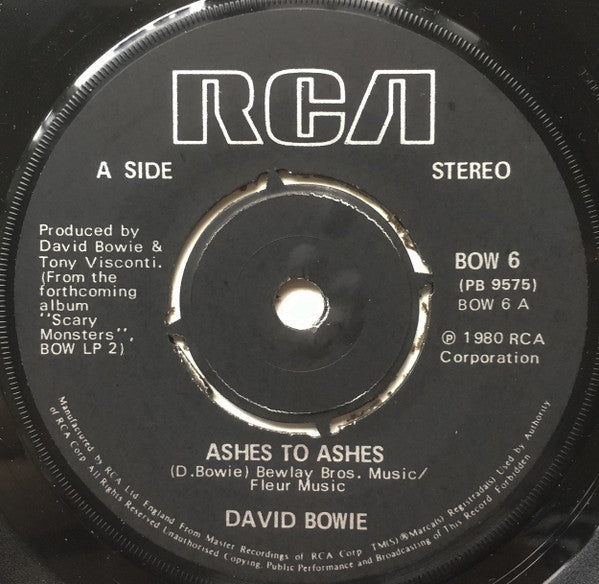 RCA
A SIDE
STEREO
Produced by
David Bowie &
Tony Visconti.
(From the
forthcoming
album
"Scary
Monsters",
BOW LP 2)
BOW 6
(PB 9575)
BOW 6 A
℗ 1980 RCA
Corporation
ASHES TO ASHES
(D.Bowie) Bewlay Bros. Music/
Fleur Music
DAVID BOWIE
Manufactured by RCA Ltd. England From Master Recordings of RCA Corp TM(S)®Marca(s) Registrada(s) Used by Authority
of RCA Corp All Rights Reserved Unauthorised Copying, Public Performance and Broadcasting of This Record Forbidden